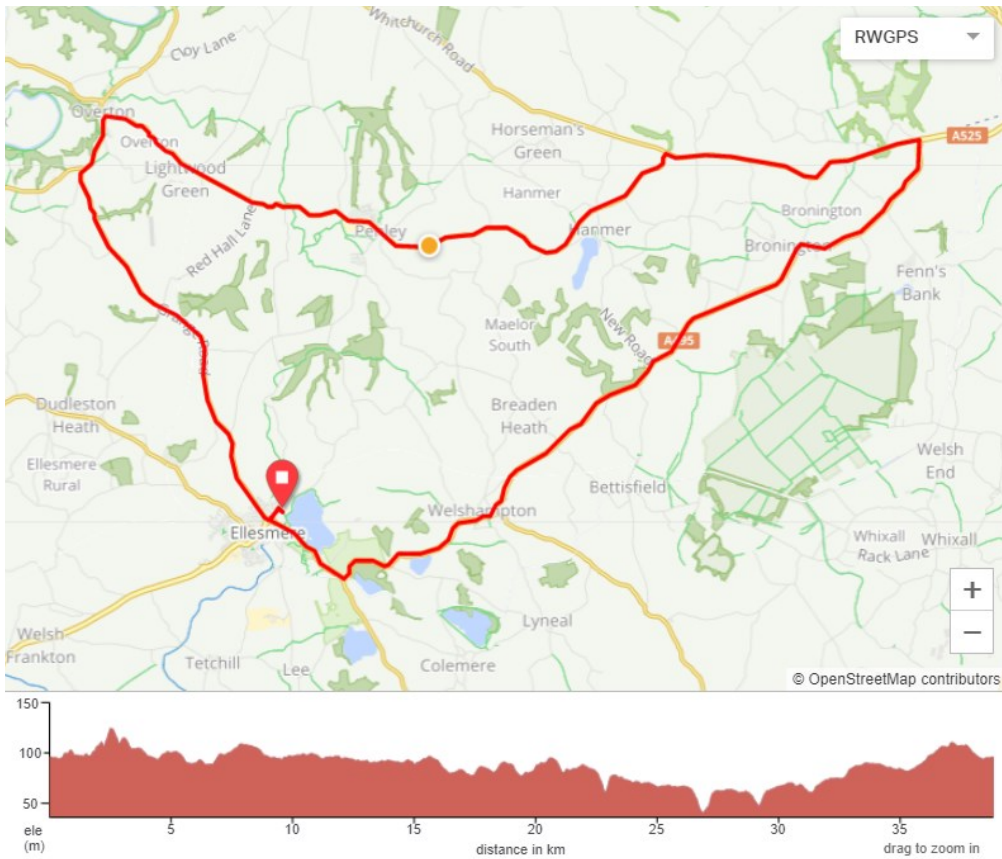 RWGPS
Whitchurch Road
Cloy Lane
Overton
Overton
Lightwood
Green
Horseman's
Green
A525
Hanmer
Red Hall Lane
Penley
Hanmer
Bronington
Bronington
Fenn's
Bank
Grange Road
Maelor
South
New Road
A495
Dudleston
Heath
Breaden
Heath
Ellesmere
Rural
Bettisfield
Welsh
End
Welshampton
Ellesmere
Whixall
Rack Lane
Whixall
+
Lyneal
−
Welsh
Frankton
Tetchill
Lee
Colemere
© OpenStreetMap contributors
150
100
50
ele
(m)
5
10
15
20
25
30
35
distance in km
drag to zoom in